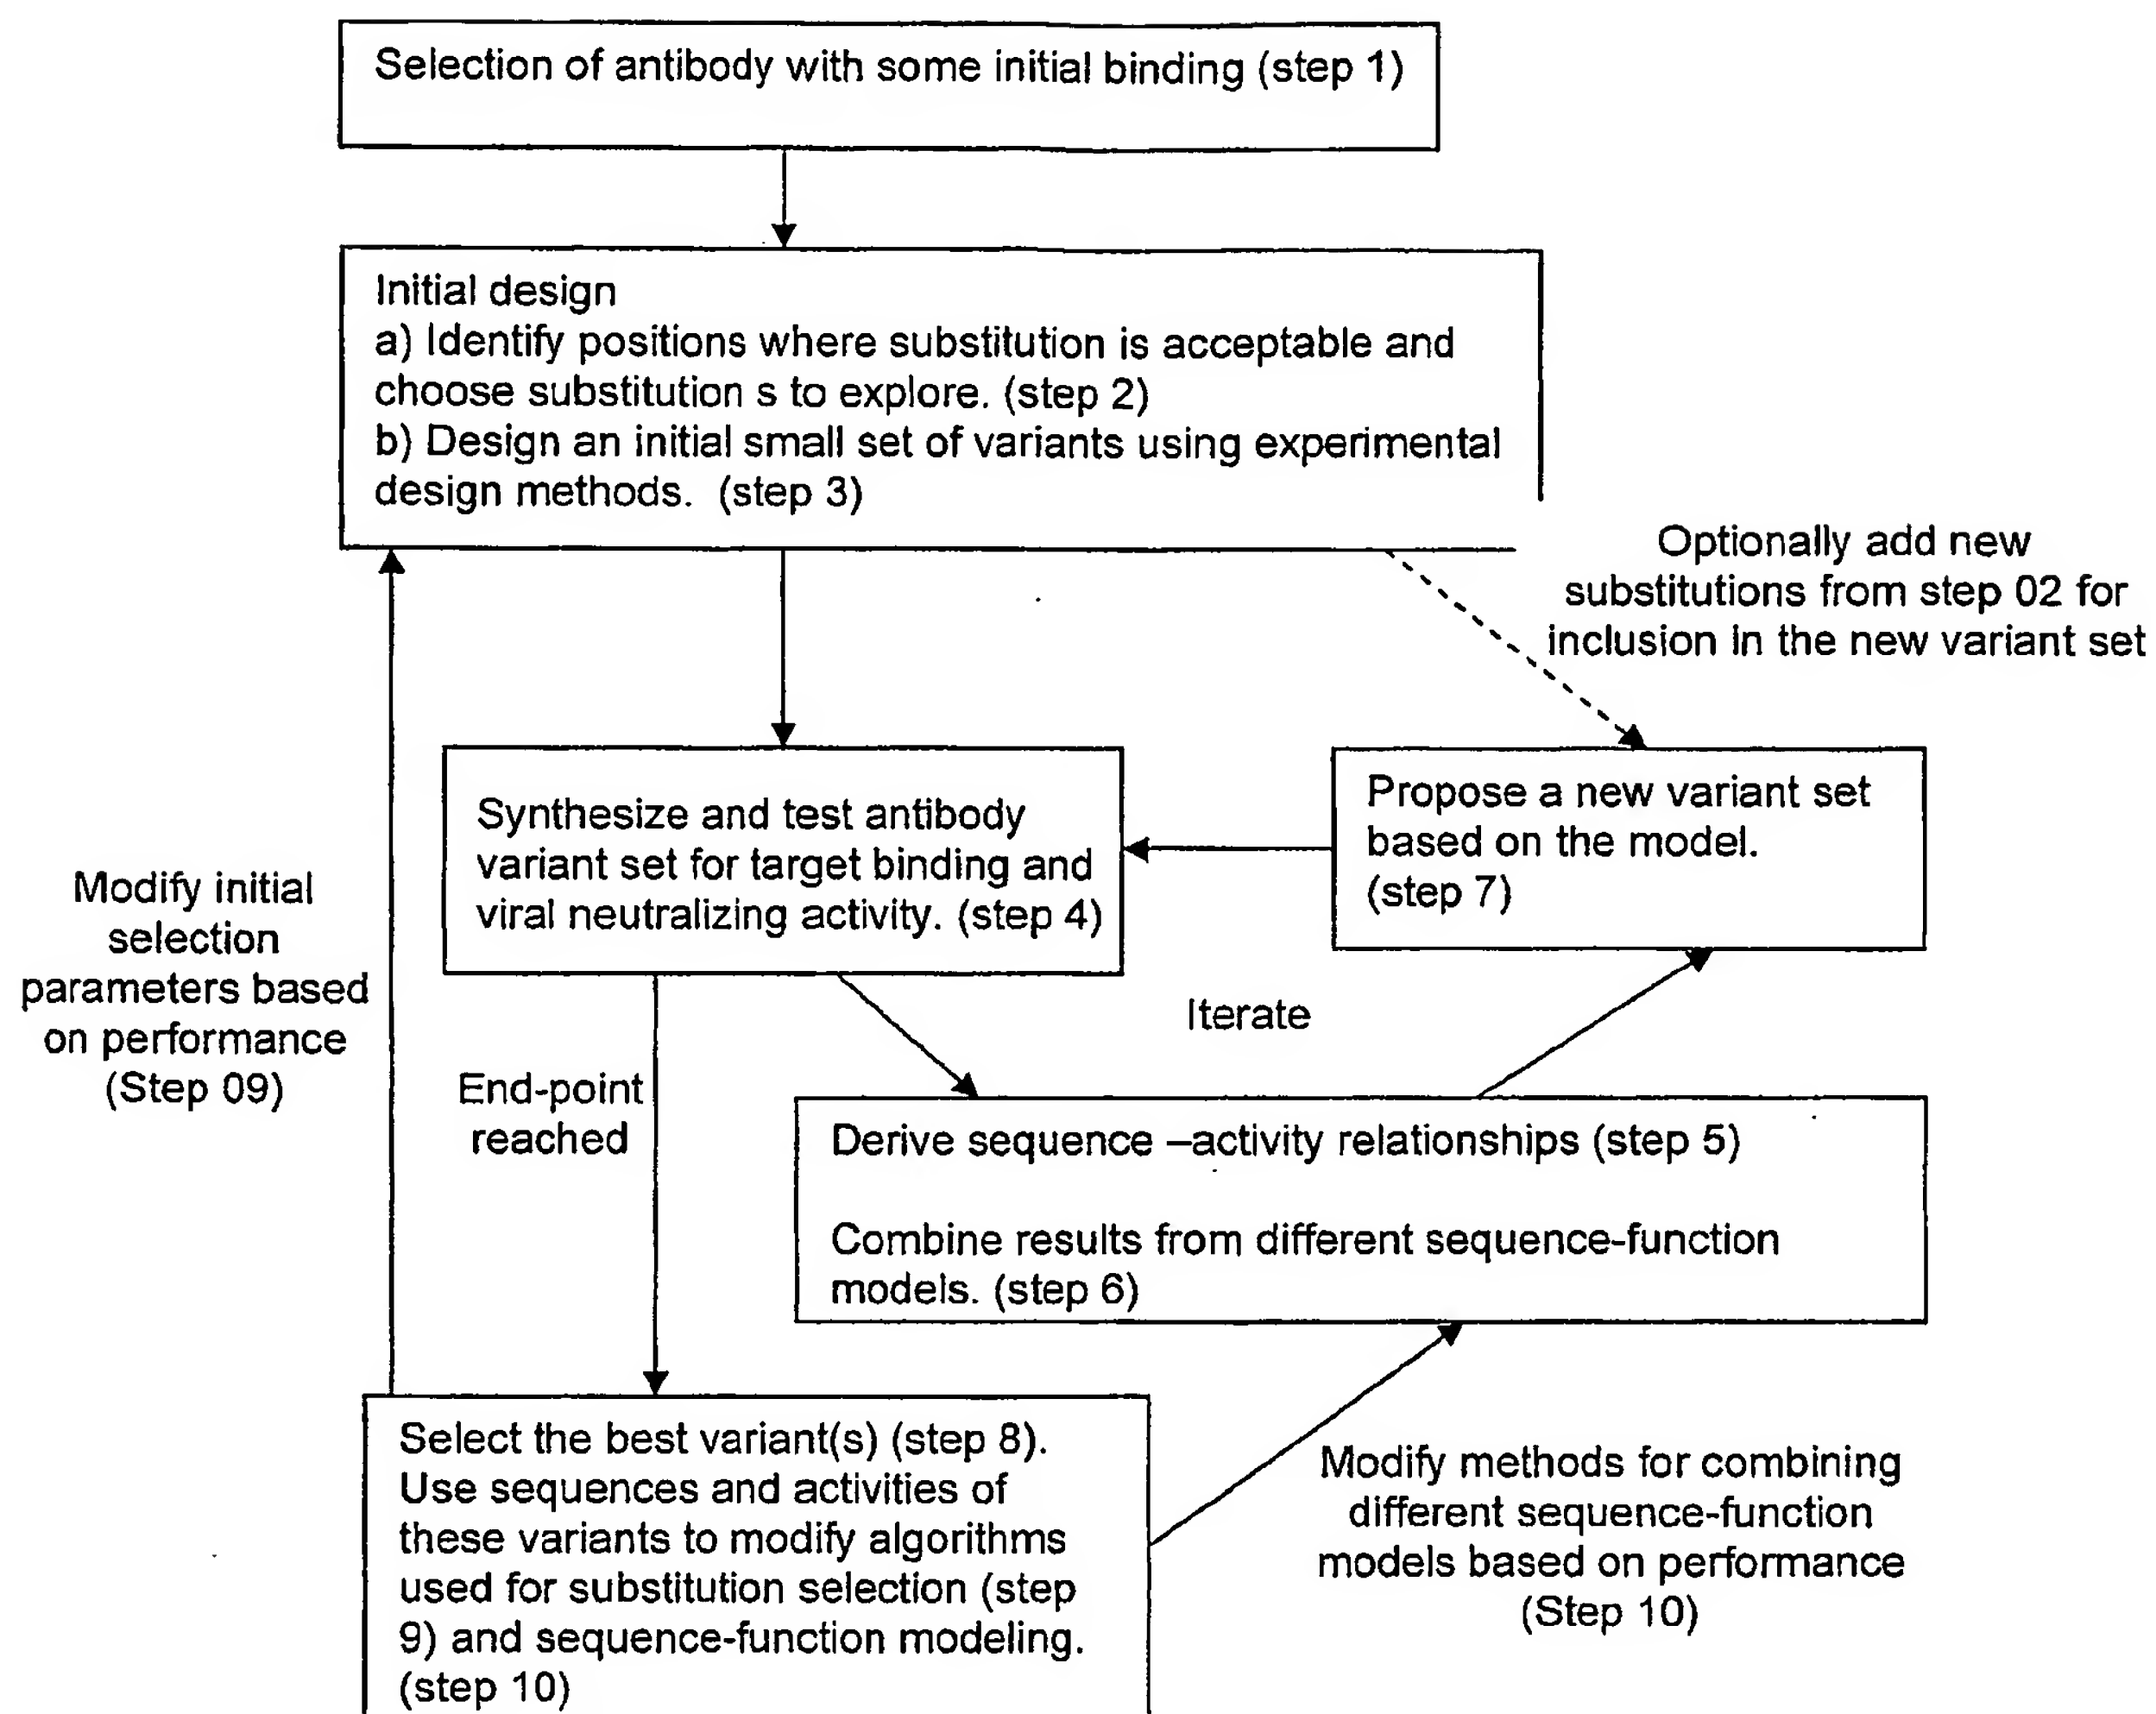 Selection of antibody with some initial binding (step 1)
Initial design
a) Identify positions where substitution is acceptable and
choose substitution s to explore. (step 2)
b) Design an initial small set of variants using experimental
design methods. (step 3)
Optionally add new
substitutions from step 02 for
inclusion in the new variant set
Synthesize and test antibody
variant set for target binding and
viral neutralizing activity. (step 4)
Propose a new variant set
based on the model.
(step 7)
Modify initial
selection
parameters based
on performance
(Step 09)
Iterate
End-point
reached
Derive sequence –activity relationships (step 5)
Combine results from different sequence-function
models. (step 6)
Select the best variant(s) (step 8).
Use sequences and activities of
these variants to modify algorithms
used for substitution selection (step
9) and sequence-function modeling.
(step 10)
Modify methods for combining
different sequence-function
models based on performance
(Step 10)